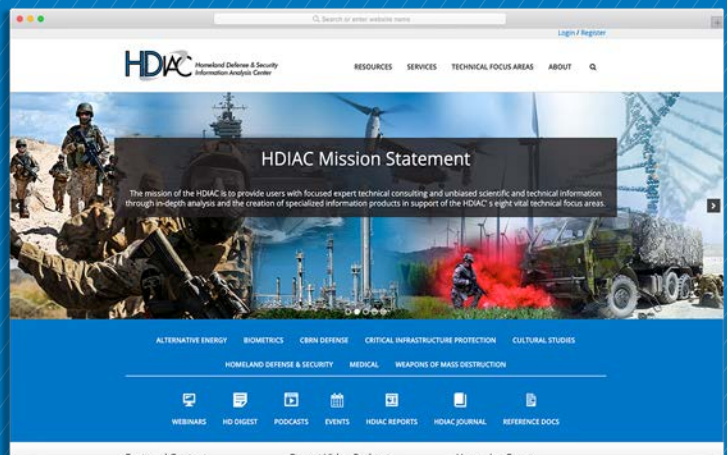 Search or enter website name
Login / Register
HDIAC Homeland Defense & Security
Information Analysis Center
RESOURCES SERVICES TECHNICAL FOCUS AREAS ABOUT
HDIAC Mission Statement
The mission of the HDIAC is to provide users with focused expert technical consulting and unbiased scientific and technical information
through in-depth analysis and the creation of specialized information products in support of the HDIAC' s eight vital technical focus areas.
ALTERNATIVE ENERGY BIOMETRICS CBRN DEFENSE CRITICAL INFRASTRUCTURE PROTECTION CULTURAL STUDIES
HOMELAND DEFENSE & SECURITY MEDICAL WEAPONS OF MASS DESTRUCTION
WEBINARS HD DIGEST PODCASTS EVENTS HDIAC REPORTS HDIAC JOURNAL REFERENCE DOCS